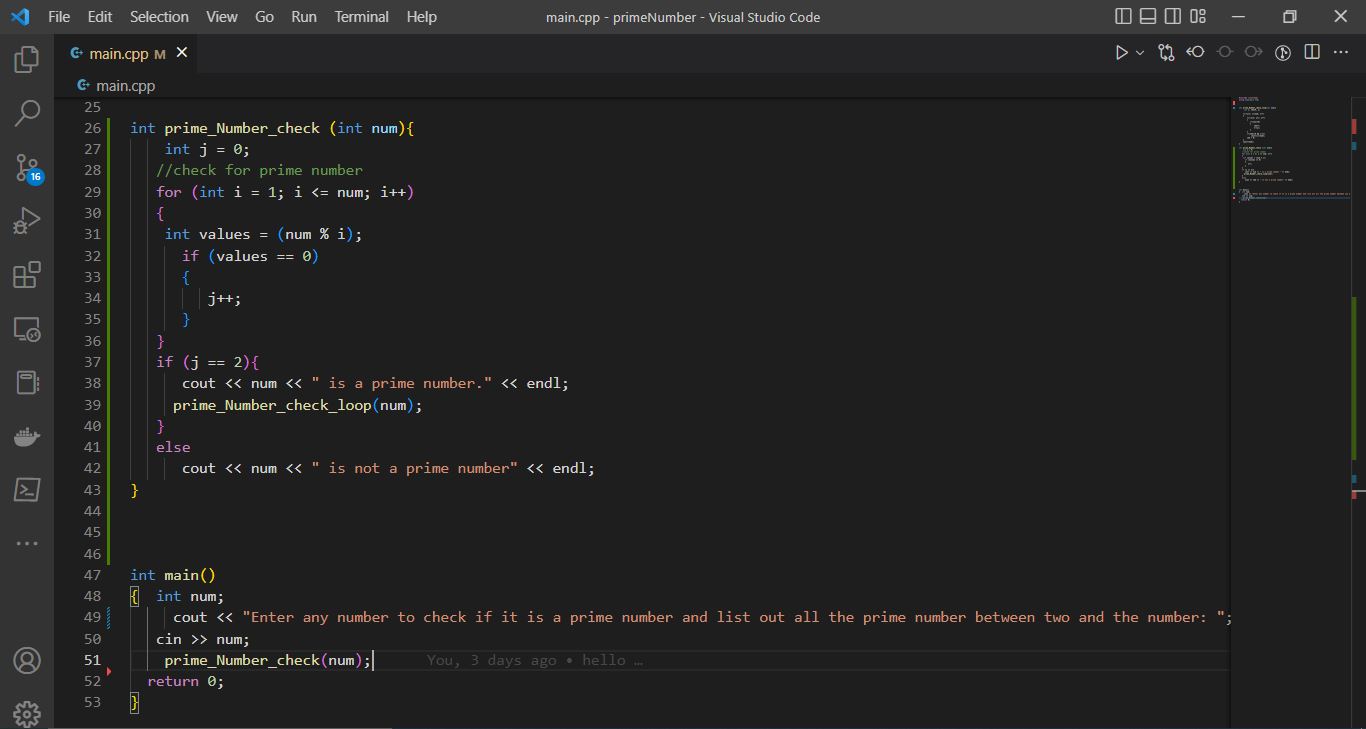 File Edit Selection View Go Run Terminal Help main.cpp - primeNumber - Visual Studio Code
main.cpp M
main.cpp
16
25
26 int prime_Number_check (int num){
27 int j = 0;
28 //check for prime number
29 for (int i = 1; i <= num; i++)
30 {
31 int values = (num % i);
32 if (values == 0)
33 {
34 j++;
35 }
36 }
37 if (j == 2){
38 cout << num << " is a prime number." << endl;
39 prime_Number_check_loop(num);
40 }
41 else
42 cout << num << " is not a prime number" << endl;
43 }
44
45
46
47 int main()
48 { int num;
49 cout << "Enter any number to check if it is a prime number and list out all the prime number between two and the number: ";
50 cin >> num;
51 prime_Number_check(num); You, 3 days ago • hello …
52 return 0;
53 }